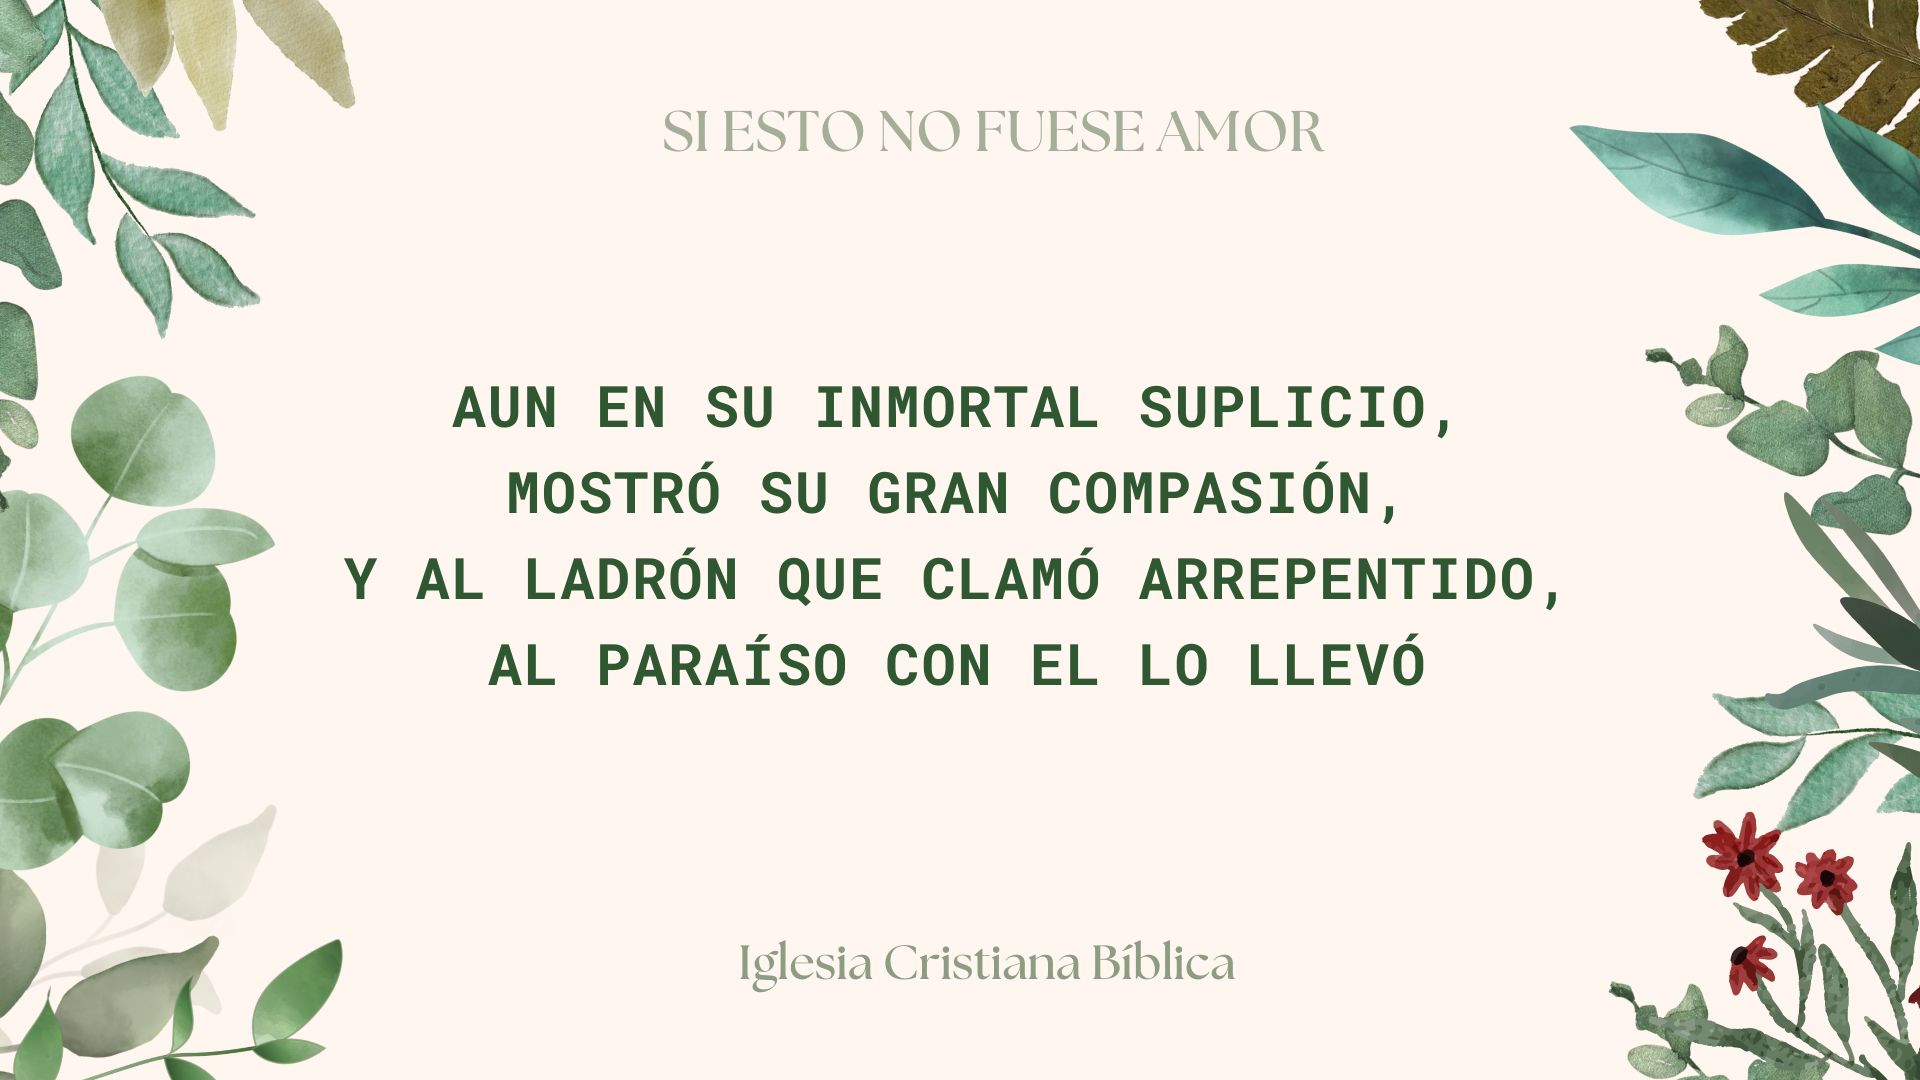 SI ESTO NO FUESE AMOR
AUN EN SU INMORTAL SUPLICIO,
MOSTRÓ SU GRAN COMPASIÓN,
Y AL LADRÓN QUE CLAMÓ ARREPENTIDO,
AL PARAÍSO CON EL LO LLEVÓ
Iglesia Cristiana Bíblica